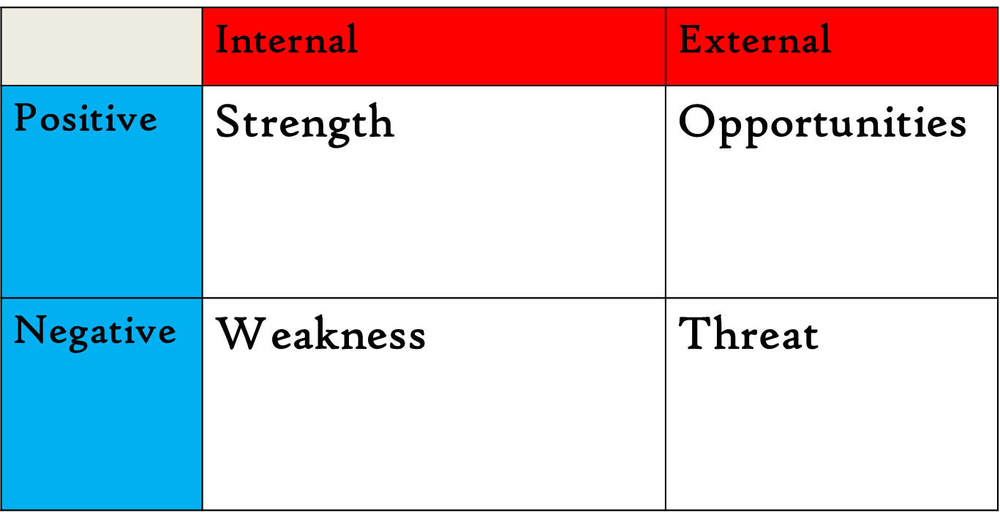 Internal External
Positive Strength Opportunities
Negative Weakness Threat